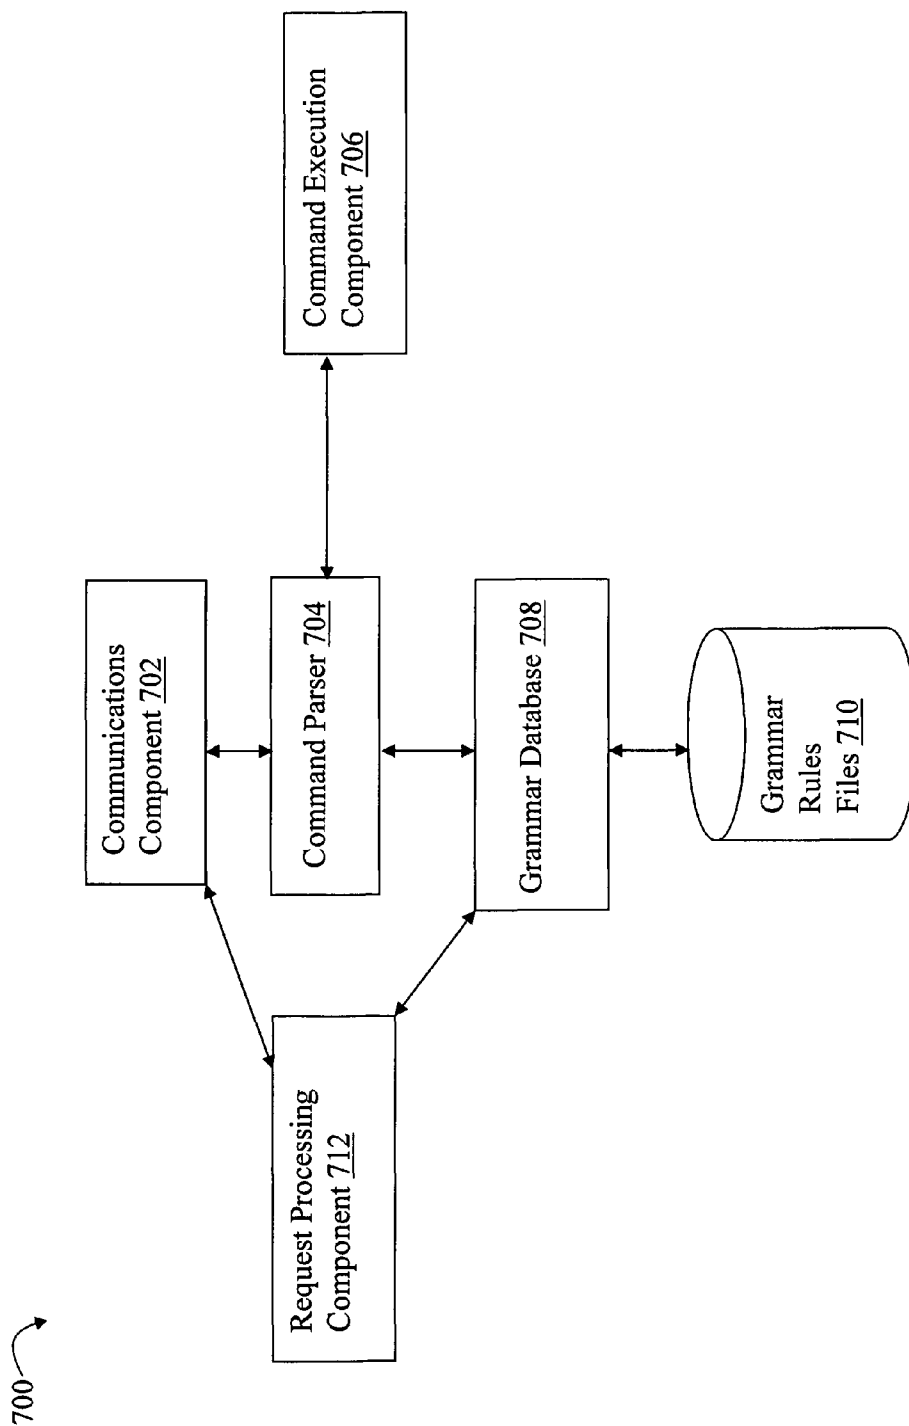 700
Communications
Component 702
Command Parser 704
Command Execution
Component 706
Request Processing
Component 712
Grammar Database 708
Grammar
Rules
Files 710